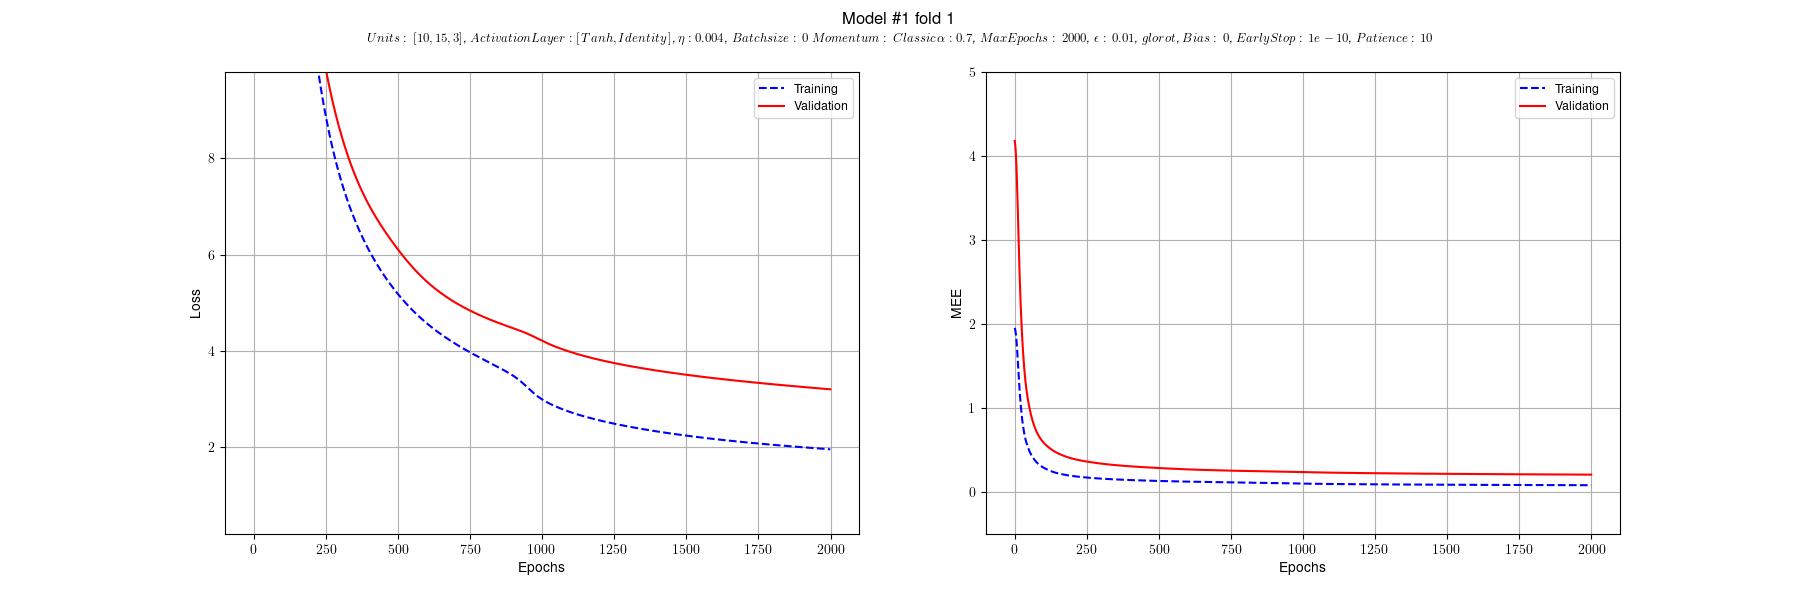 Model #1 fold 1
Units : [10, 15, 3], ActivationLayer : [Tanh, Identity], η : 0.004, Batchsize : 0 Momentum : Classicα : 0.7, MaxEpochs : 2000, ϵ : 0.01, glorot, Bias : 0, EarlyStop : 1e − 10, Patience : 10
Training
Validation
8
6
4
2
Loss
0 250 500 750 1000 1250 1500 1750 2000
Epochs
Training
Validation
5
4
3
2
1
0
MEE
0 250 500 750 1000 1250 1500 1750 2000
Epochs